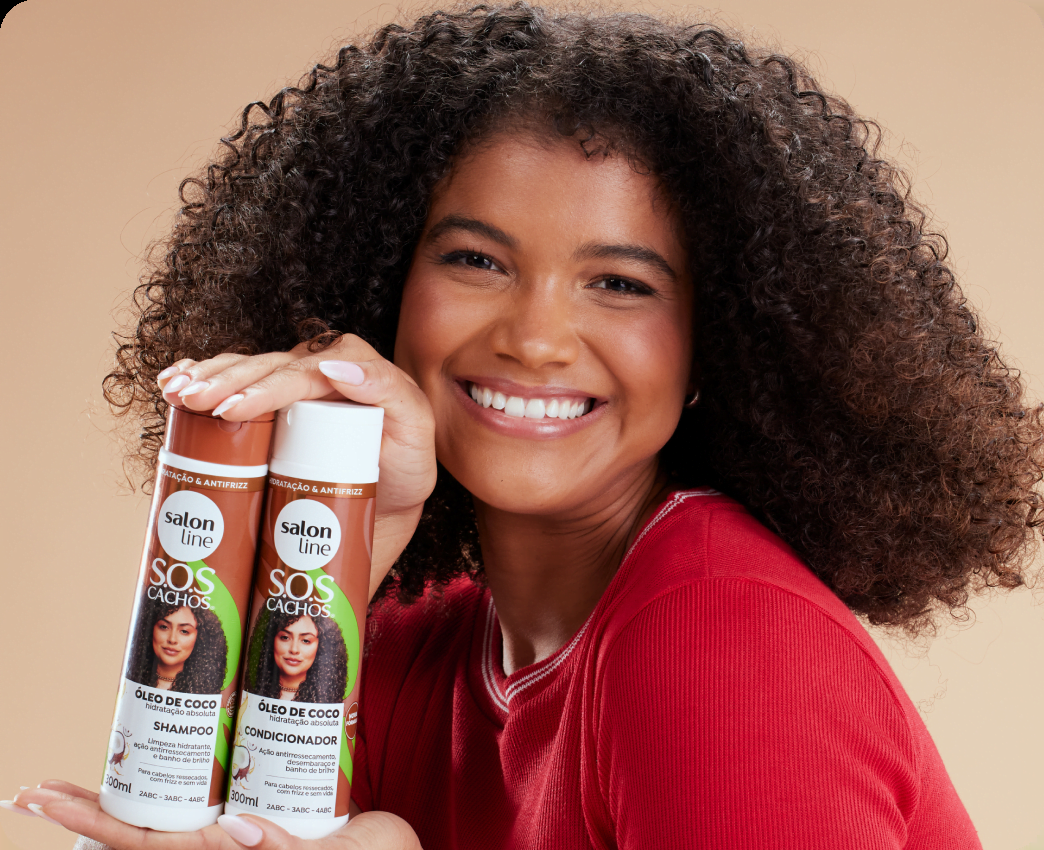 RATAÇÃO & ANTIFRIZZ
salon
line
S.O.S
CACHOS
ÓLEO DE COCO
hidratação absoluta
SHAMPOO
Limpeza hidratante,
ação antirressecamento
e banho de brilho
Para cabelos ressecados,
com frizz e sem vida
300ml
2ABC - 3ABC - 4ABC
DRATAÇÃO & ANTIFRIZZ
salon
line
S.O.S
CACHOS
ÓLEO DE COCO
hidratação absoluta
CONDICIONADOR
Ação antirressecamento,
desembaraço e
banho de brilho
Para cabelos ressecados,
com frizz e sem vida
300ml
2ABC - 3ABC - 4ABC